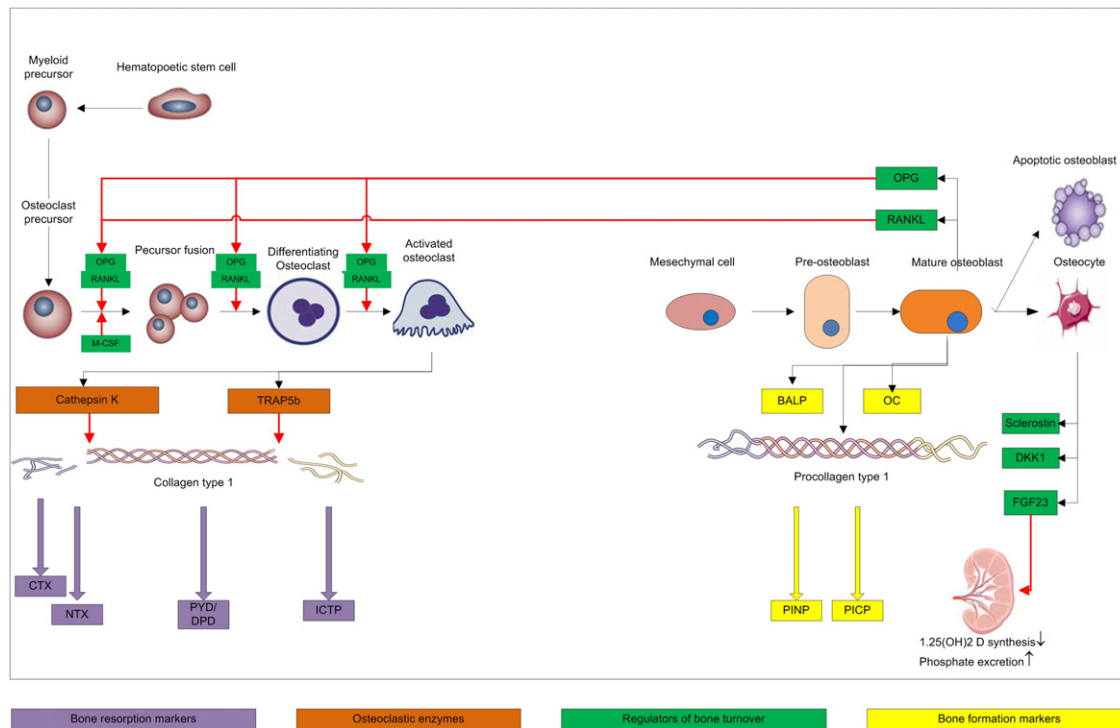 Myeloid
precursor
Hematopoetic stem cell
Apoptotic osteoblast
OPG
Osteoclast
precursor
RANKL
Pecursor fusion
Differentiating
Osteoclast
Activated
osteoclast
Mesechymal cell
Pre-osteoblast
Mature osteoblast
Osteocyte
OPG
RANKL
OPG
RANKL
OPG
RANKL
M-CSF
Cathepsin K
TRAP5b
BALP
OC
Sclerostin
DKK1
FGF23
Collagen type 1
Procollagen type 1
CTX
NTX
PYD/
DPD
ICTP
PINP
PICP
1.25(OH)2 D synthesis↓
Phosphate excretion↑
Bone resorption markers
Osteoclastic enzymes
Regulators of bone turnover
Bone formation markers